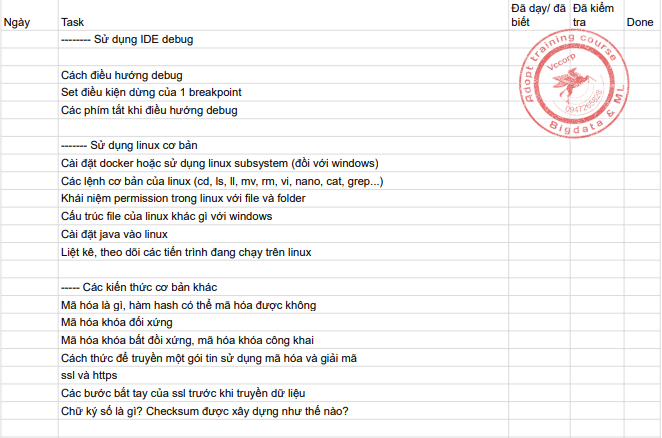 Ngày Task Đã dạy/ đã biết Đã kiểm tra Done
-------- Sử dụng IDE debug
Cách điều hướng debug
Set điều kiện dừng của 1 breakpoint
Các phím tắt khi điều hướng debug
------- Sử dụng linux cơ bản
Cài đặt docker hoặc sử dụng linux subsystem (đồi với windows)
Các lệnh cơ bản của linux (cd, ls, ll, mv, rm, vi, nano, cat, grep...)
Khái niệm permission trong linux với file và folder
Cấu trúc file của linux khác gì với windows
Cài đặt java vào linux
Liệt kê, theo dõi các tiến trình đang chạy trên linux
----- Các kiến thức cơ bản khác
Mã hóa là gì, hàm hash có thể mã hóa được không
Mã hóa khóa đối xứng
Mã hóa khóa bất đồi xứng, mã hóa khóa công khai
Cách thức để truyền một gói tin sử dụng mã hóa và giải mã
ssl và https
Các bước bắt tay của ssl trước khi truyền dữ liệu
Chữ ký số là gì? Checksum được xây dựng như thế nào?
Adopt training course
Vccorp
0947265828
Bigdata & ML